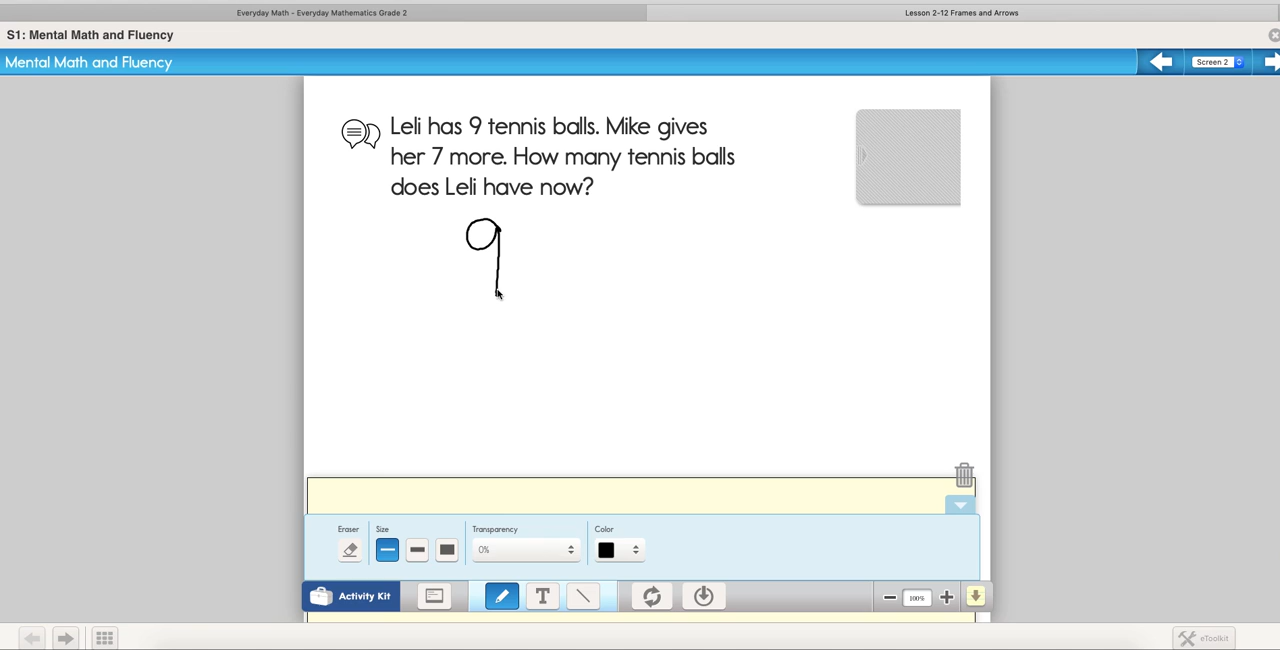 Everyday Math - Everyday Mathematics Grade 2
Lesson 2-12 Frames and Arrows
S1: Mental Math and Fluency
Mental Math and Fluency
Screen 2
Leli has 9 tennis balls. Mike gives
her 7 more. How many tennis balls
does Leli have now?
9
Eraser
Size
Transparency
Color
0%
Activity Kit
T
100%
eToolkit